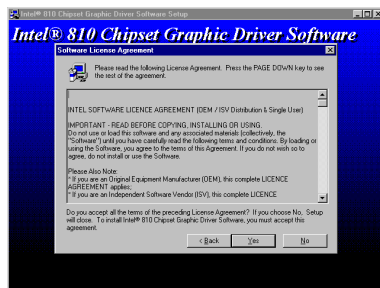 Intel® 810 Chipset Graphic Driver Software Setup
Intel® 810 Chipset Graphic Driver Software
Software License Agreement
Please read the following License Agreement. Press the PAGE DOWN key to see
the rest of the agreement.
INTEL SOFTWARE LICENCE AGREEMENT (OEM / ISV Distribution & Single User)
IMPORTANT - READ BEFORE COPYING, INSTALLING OR USING.
Do not use or load this software and any associated materials (collectively, the
"Software") until you have carefully read the following terms and conditions. By loading or
using the Software, you agree to the terms of this Agreement. If you do not wish to so
agree, do not install or use the Software.
Please Also Note:
* If you are an Original Equipment Manufacturer (OEM), this complete LICENCE
AGREEMENT applies;
* If you are an Independent Software Vendor (ISV), this complete LICENCE
Do you accept all the terms of the preceding License Agreement? If you choose No, Setup
will close. To install Intel® 810 Chipset Graphic Driver Software, you must accept this
agreement.
< Back
Yes
No